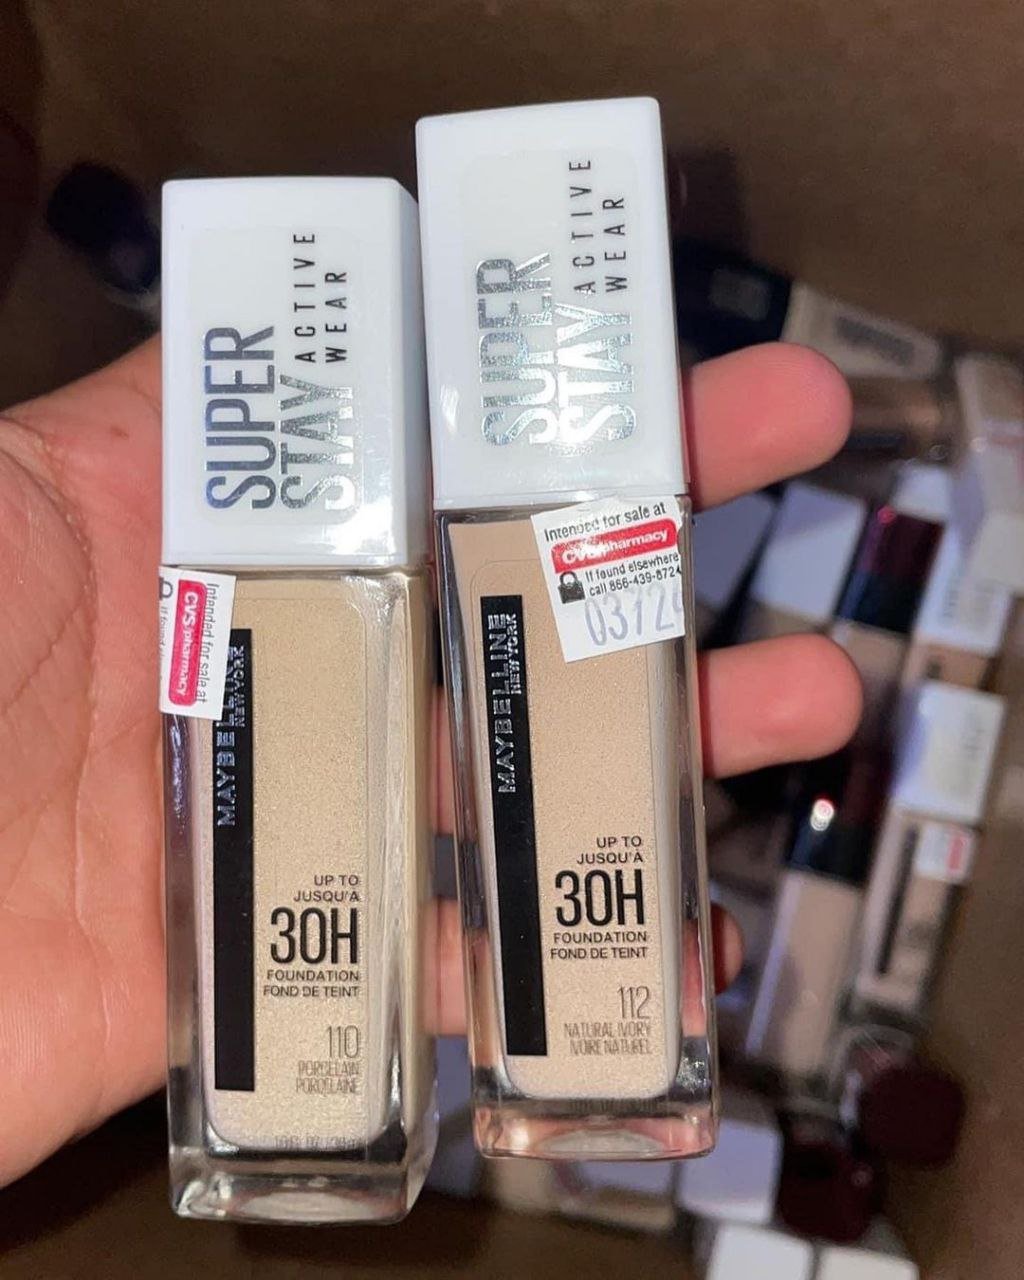 SUPER
STAY
ACTIVE
WEAR
Intended for sale at
CVS pharmacy
MAYBELLINE
NEW YORK
UP TO
JUSQU'À
30H
FOUNDATION
FOND DE TEINT
110
PORCELAIN
PORCELAINE
SUPER
STAY
ACTIVE
WEAR
Intended for sale at
CVS pharmacy
If found elsewhere
call 866-439-8724
MAYBELLINE
NEW YORK
UP TO
JUSQU'À
30H
FOUNDATION
FOND DE TEINT
112
NATURAL IVORY
IVOIRE NATUREL